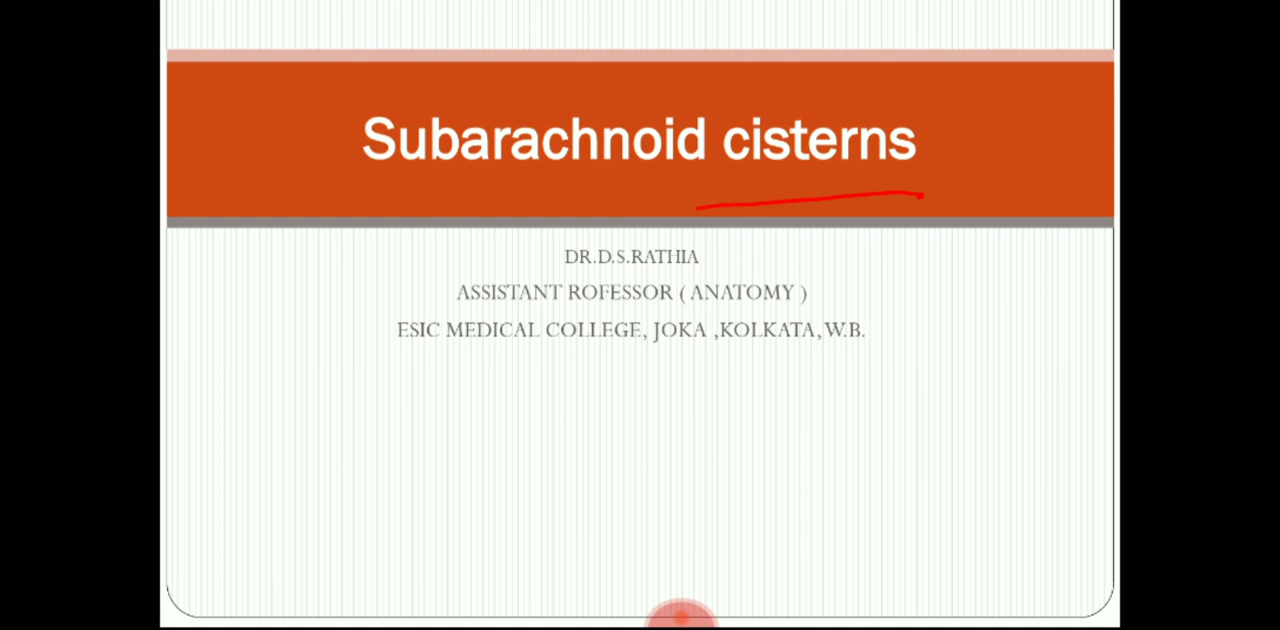 Subarachnoid cisterns
DR.D.S.RATHIA
ASSISTANT ROFESSOR ( ANATOMY )
ESIC MEDICAL COLLEGE, JOKA ,KOLKATA, W.B.